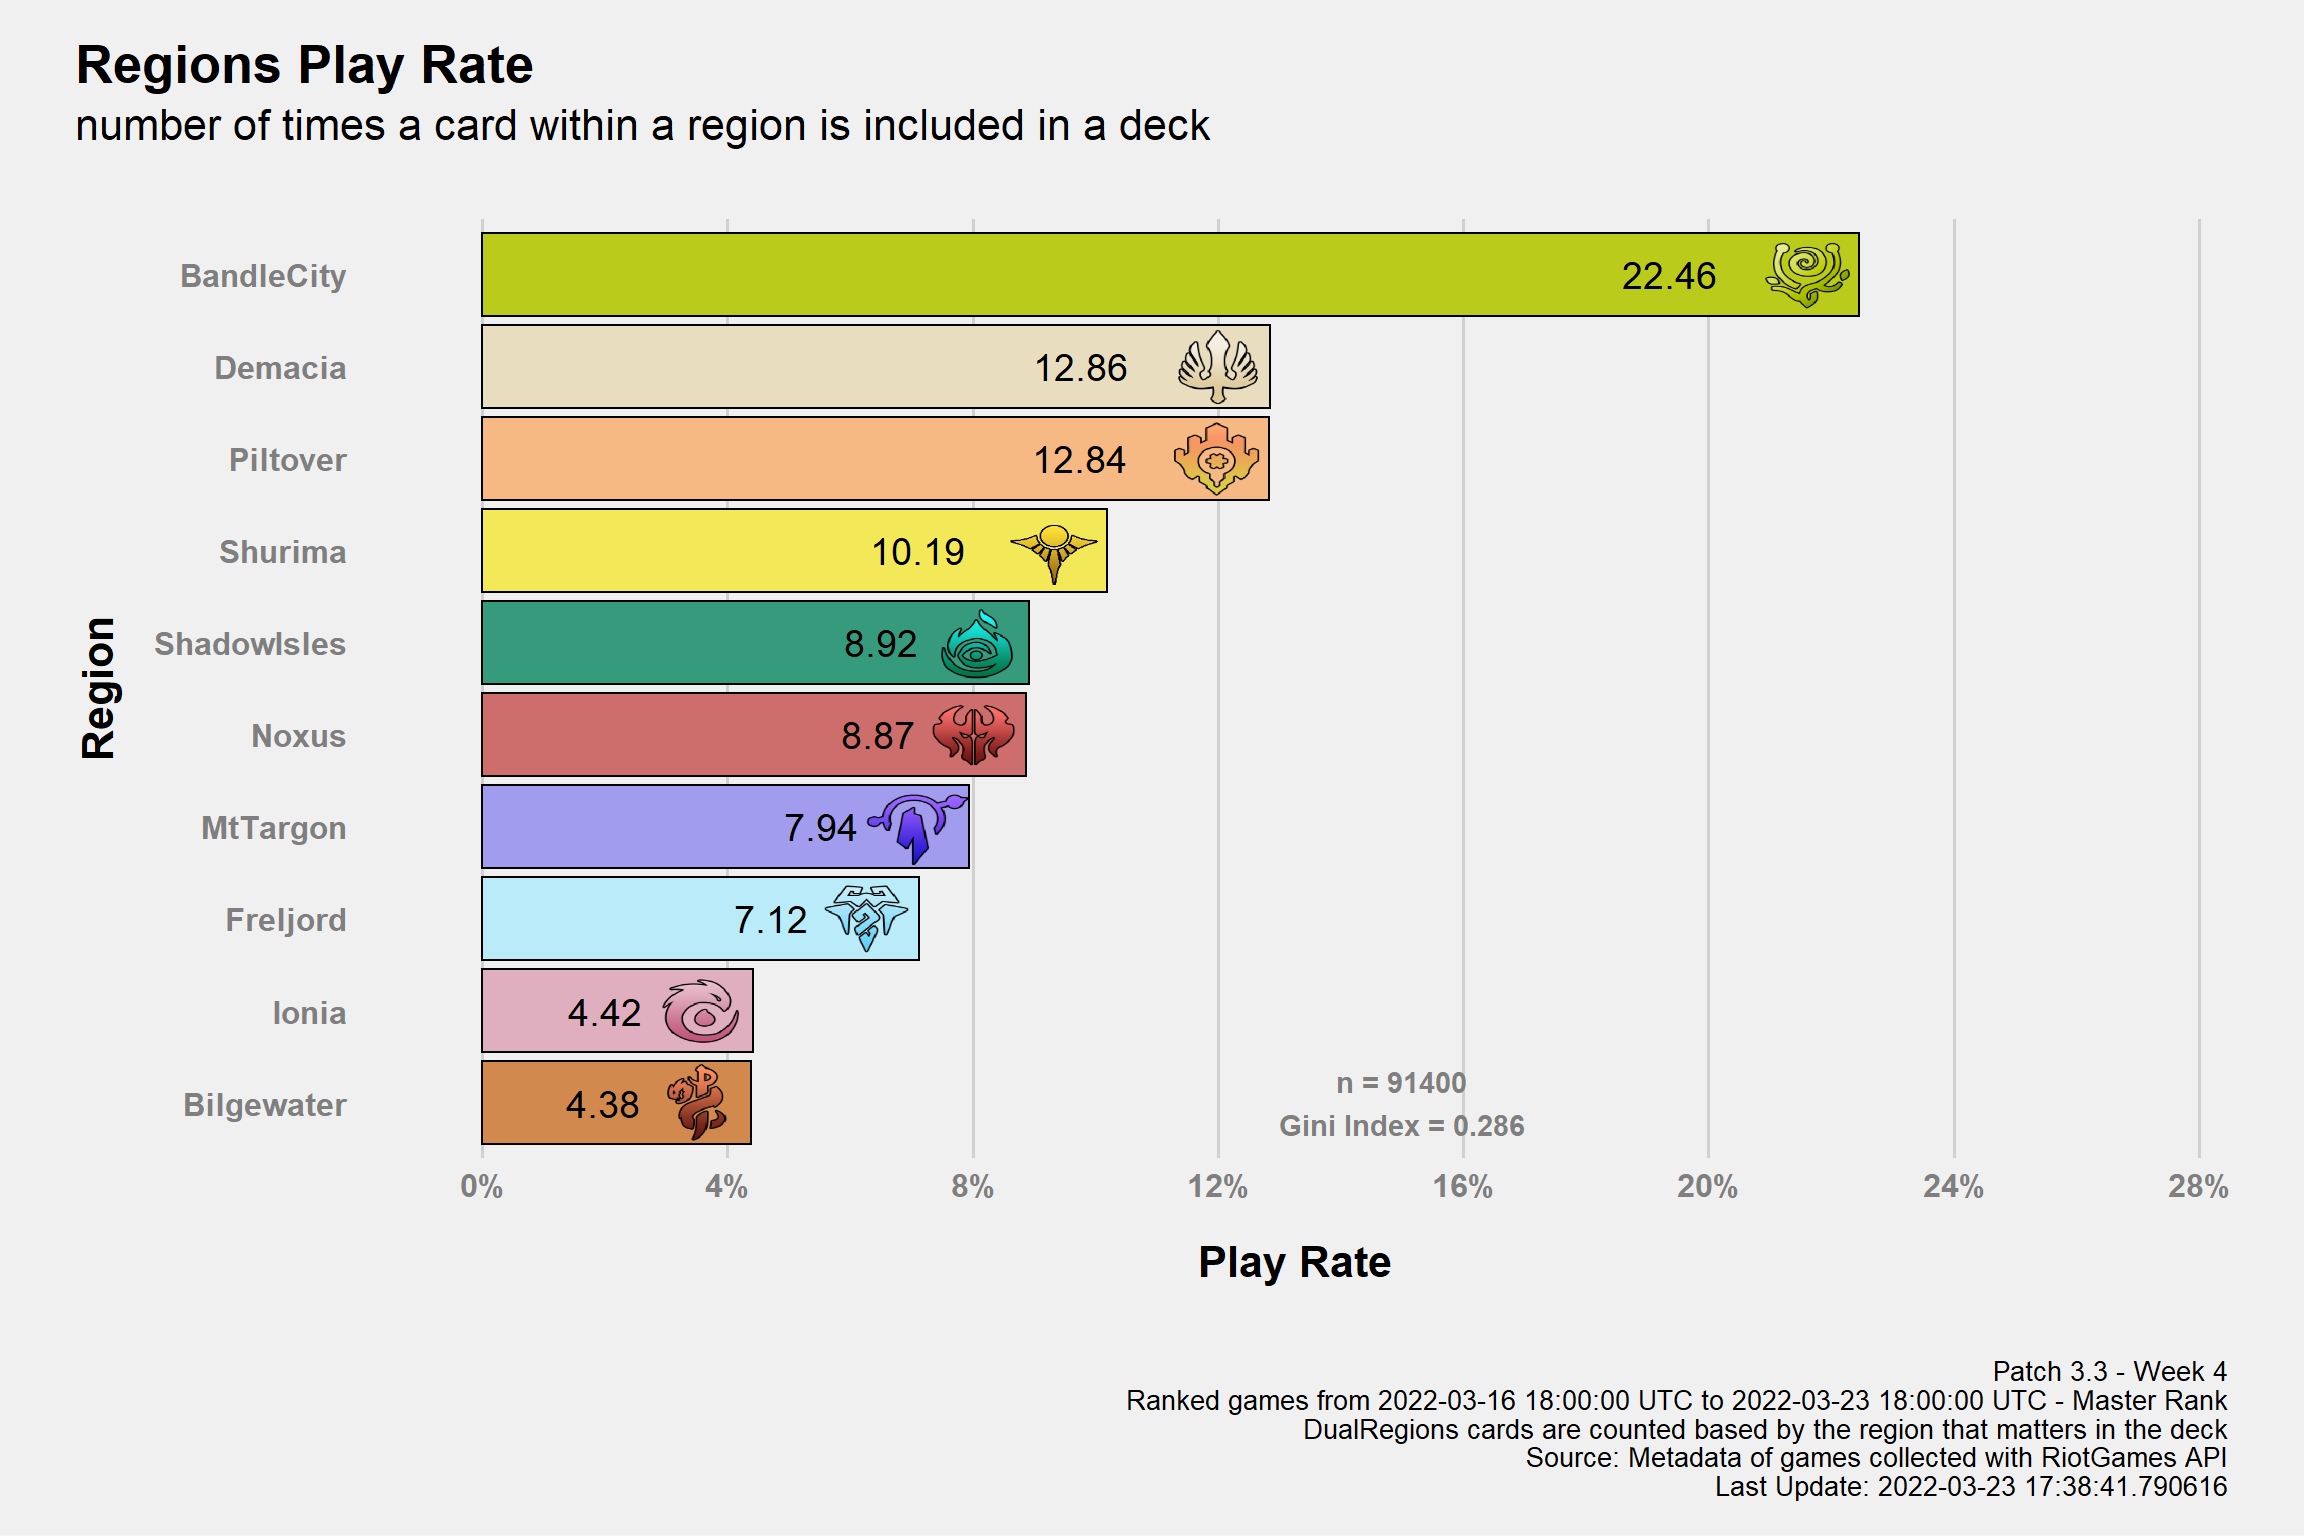 Regions Play Rate
number of times a card within a region is included in a deck
Region
BandleCity 22.46
Demacia 12.86
Piltover 12.84
Shurima 10.19
ShadowIsles 8.92
Noxus 8.87
MtTargon 7.94
Freljord 7.12
Ionia 4.42
Bilgewater 4.38
n = 91400
Gini Index = 0.286
0% 4% 8% 12% 16% 20% 24% 28%
Play Rate
Patch 3.3 - Week 4
Ranked games from 2022-03-16 18:00:00 UTC to 2022-03-23 18:00:00 UTC - Master Rank
DualRegions cards are counted based by the region that matters in the deck
Source: Metadata of games collected with RiotGames API
Last Update: 2022-03-23 17:38:41.790616